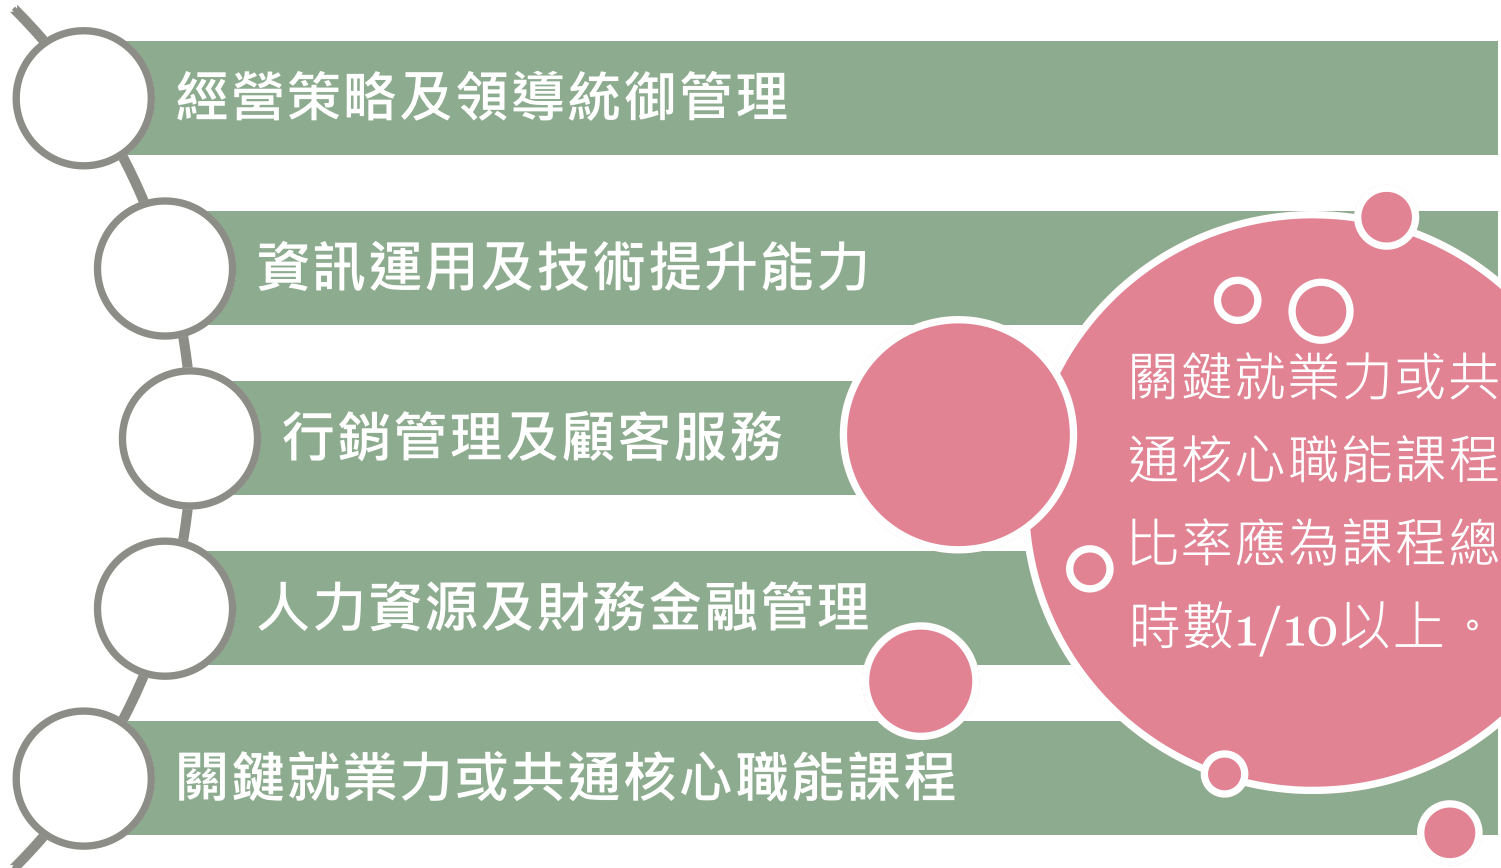 經營策略及領導統御管理
資訊運用及技術提升能力
行銷管理及顧客服務
人力資源及財務金融管理
關鍵就業力或共通核心職能課程
關鍵就業力或共
通核心職能課程
比率應為課程總
時數1/10以上。